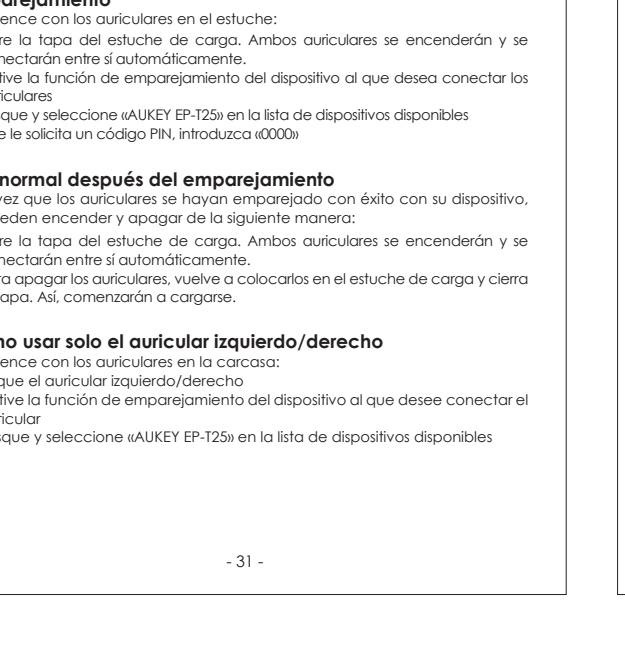 parejamiento
ence con los auriculares en el estuche:
re la tapa del estuche de carga. Ambos auriculares se encenderán y se
nectarán entre sí automáticamente.
tive la función de emparejamiento del dispositivo al que desea conectar los
riculares
sque y seleccione «AUKEY EP-T25» en la lista de dispositivos disponibles
e le solicita un código PIN, introduzca «0000»
normal después del emparejamiento
vez que los auriculares se hayan emparejado con éxito con su dispositivo,
eden encender y apagar de la siguiente manera:
re la tapa del estuche de carga. Ambos auriculares se encenderán y se
nectarán entre sí automáticamente.
ra apagar los auriculares, vuelve a colocarlos en el estuche de carga y cierra
apa. Así, comenzarán a cargarse.
mo usar solo el auricular izquierdo/derecho
ence con los auriculares en la carcasa:
que el auricular izquierdo/derecho
tive la función de emparejamiento del dispositivo al que desee conectar el
ricular
sque y seleccione «AUKEY EP-T25» en la lista de dispositivos disponibles
- 31 -